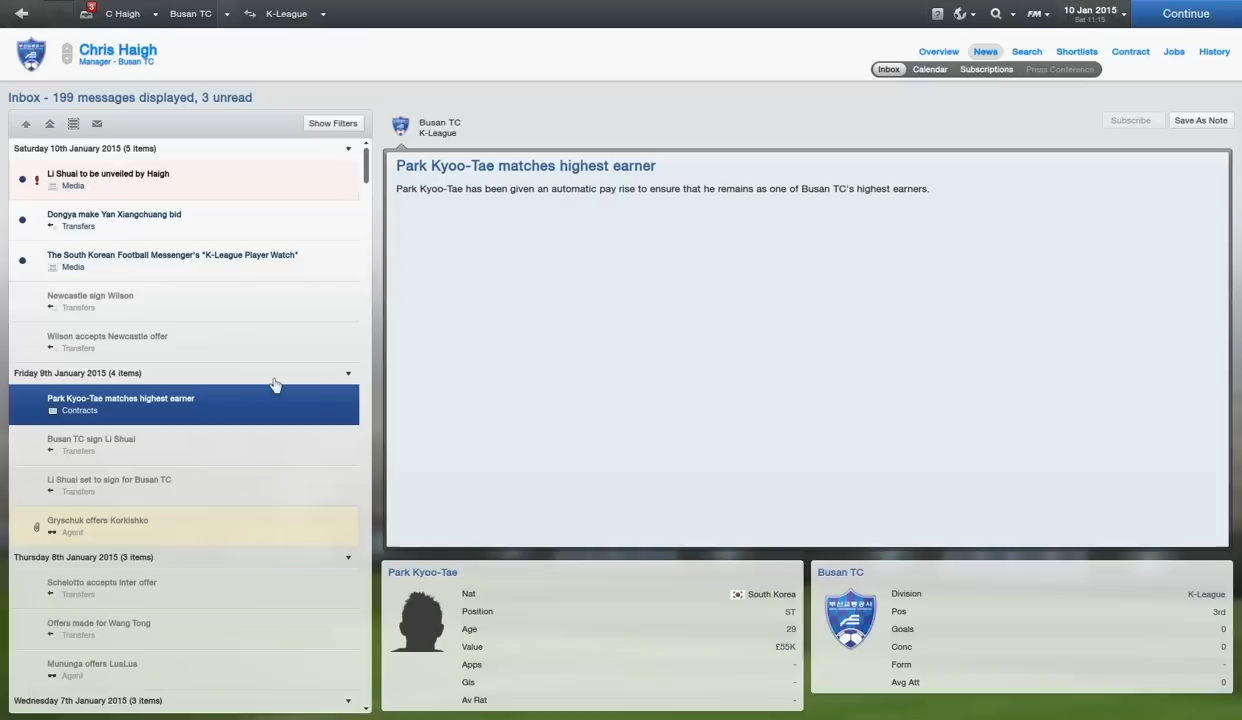 3
C Haigh
Busan TC
K-League
?
FM
10 Jan 2015
Sat 11:15
Continue
Chris Haigh
Manager - Busan TC
Overview
News
Search
Shortlists
Contract
Jobs
History
Inbox
Calendar
Subscriptions
Press Conference
Inbox - 199 messages displayed, 3 unread
Show Filters
Saturday 10th January 2015 (5 items)
Li Shuai to be unveiled by Haigh
Media
Dongya make Yan Xiangchuang bid
Transfers
The South Korean Football Messenger's "K-League Player Watch"
Media
Newcastle sign Wilson
Transfers
Wilson accepts Newcastle offer
Transfers
Friday 9th January 2015 (4 items)
Park Kyoo-Tae matches highest earner
Contracts
Busan TC sign Li Shuai
Transfers
Li Shuai set to sign for Busan TC
Transfers
Gryschuk offers Korkishko
Agent
Thursday 8th January 2015 (3 items)
Schelotto accepts Inter offer
Transfers
Offers made for Wang Tong
Transfers
Mununga offers LuaLua
Agent
Wednesday 7th January 2015 (3 items)
Busan TC
K-League
Subscribe
Save As Note
Park Kyoo-Tae matches highest earner
Park Kyoo-Tae has been given an automatic pay rise to ensure that he remains as one of Busan TC's highest earners.
Park Kyoo-Tae
Nat South Korea
Position ST
Age 29
Value £55K
Apps -
Gls -
Av Rat -
Busan TC
부산교통공사
Division K-League
Pos 3rd
Goals 0
Conc 0
Form -
Avg Att 0